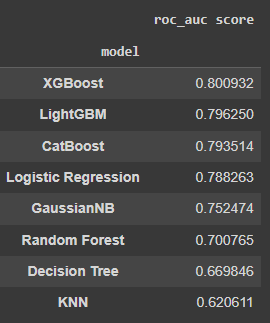 roc_auc score
model
XGBoost 0.800932
LightGBM 0.796250
CatBoost 0.793514
Logistic Regression 0.788263
GaussianNB 0.752474
Random Forest 0.700765
Decision Tree 0.669846
KNN 0.620611